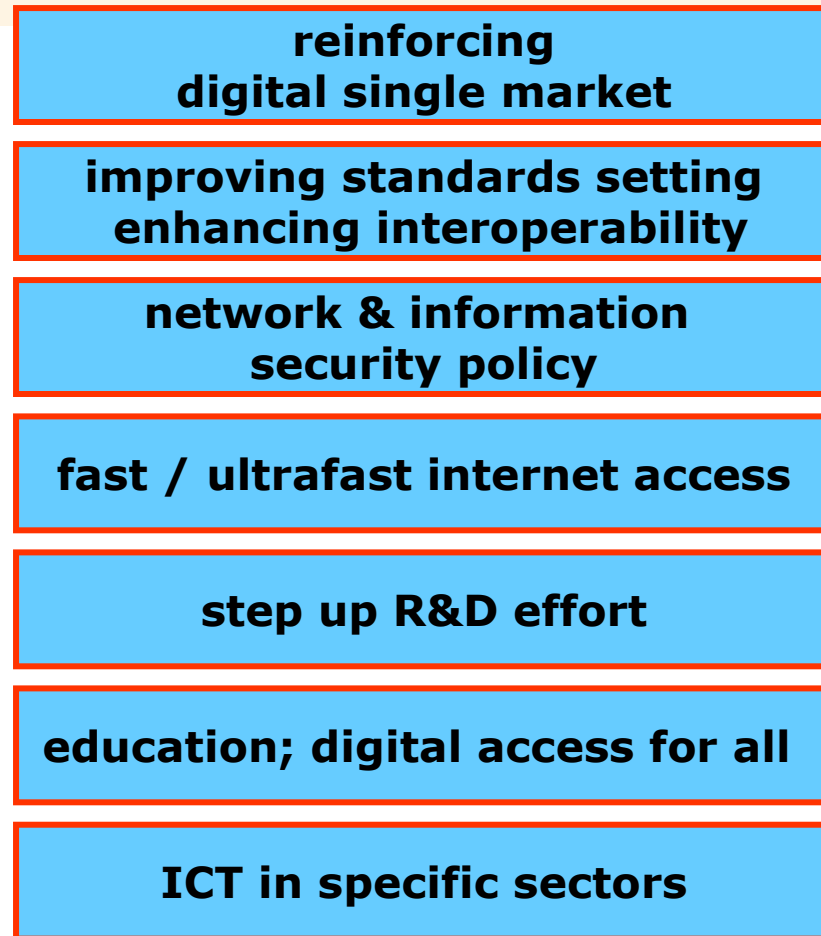 reinforcing
digital single market
improving standards setting
enhancing interoperability
network & information
security policy
fast / ultrafast internet access
step up R&D effort
education; digital access for all
ICT in specific sectors